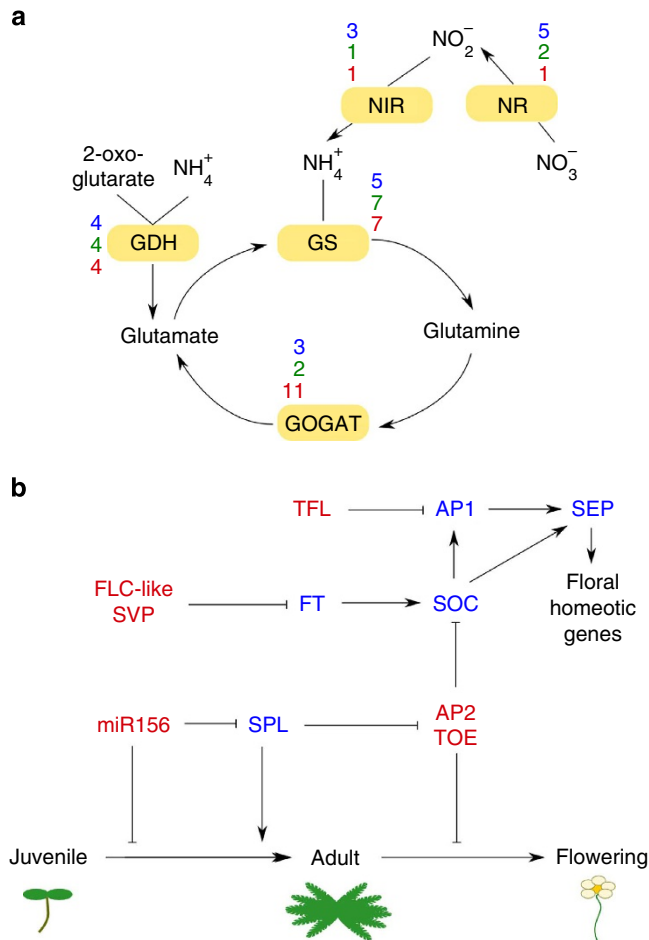 a
3
1
1
NO₂⁻
5
2
1
NIR
NR
2-oxo-
glutarate
NH₄⁺
NH₄⁺
NO₃⁻
4
4
4
GDH
5
7
7
GS
Glutamate
Glutamine
3
2
11
GOGAT
b
TFL
AP1
SEP
FLC-like
SVP
FT
SOC
Floral
homeotic
genes
miR156
SPL
AP2
TOE
Juvenile
Adult
Flowering